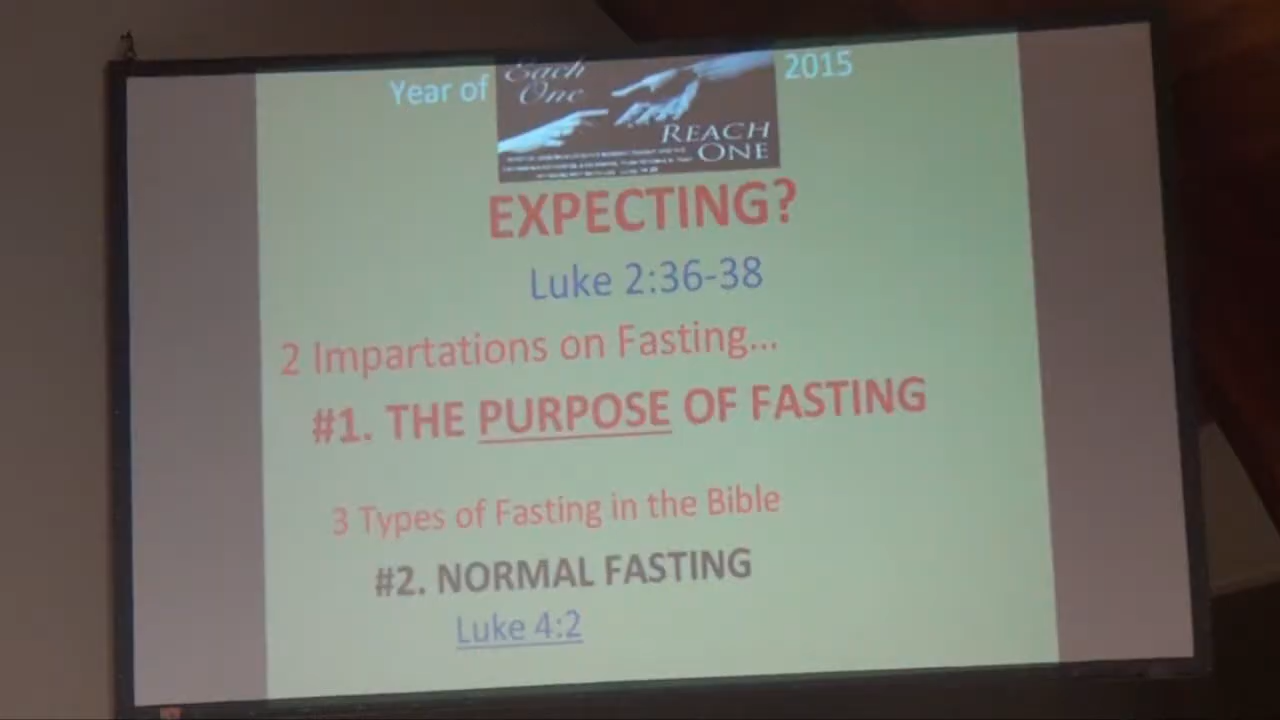 Year of
Each
One
2015
REACH
ONE
EXPECTING?
Luke 2:36-38
2 Impartations on Fasting...
#1. THE PURPOSE OF FASTING
3 Types of Fasting in the Bible
#2. NORMAL FASTING
Luke 4:2